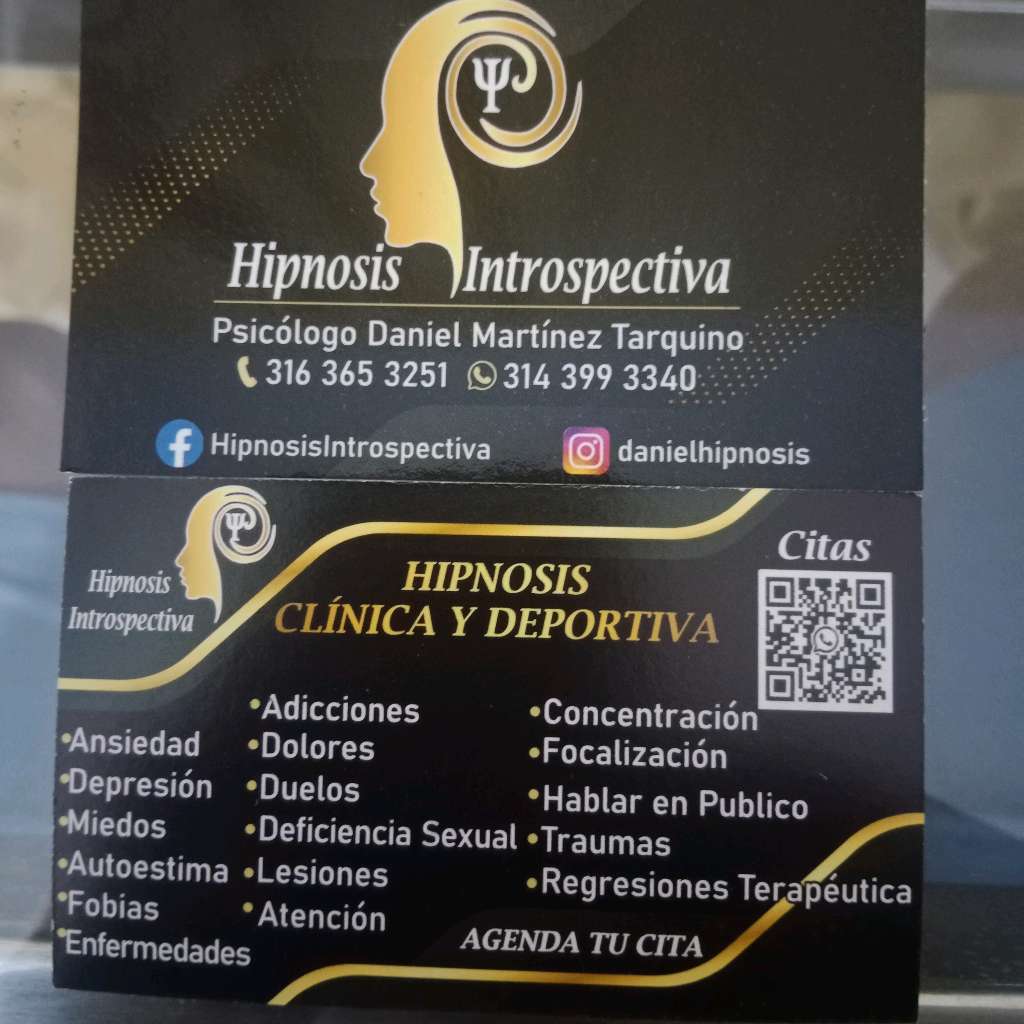 Ψ
Hipnosis Introspectiva
Psicólogo Daniel Martínez Tarquino
316 365 3251 314 399 3340
HipnosisIntrospectiva danielhipnosis
Ψ
Hipnosis
Introspectiva
HIPNOSIS
CLÍNICA Y DEPORTIVA
Citas
•Ansiedad
•Depresión
•Miedos
•Autoestima
•Fobias
•Enfermedades
•Adicciones
•Dolores
•Duelos
•Deficiencia Sexual
•Lesiones
•Atención
•Concentración
•Focalización
•Hablar en Publico
•Traumas
•Regresiones Terapéutica
AGENDA TU CITA